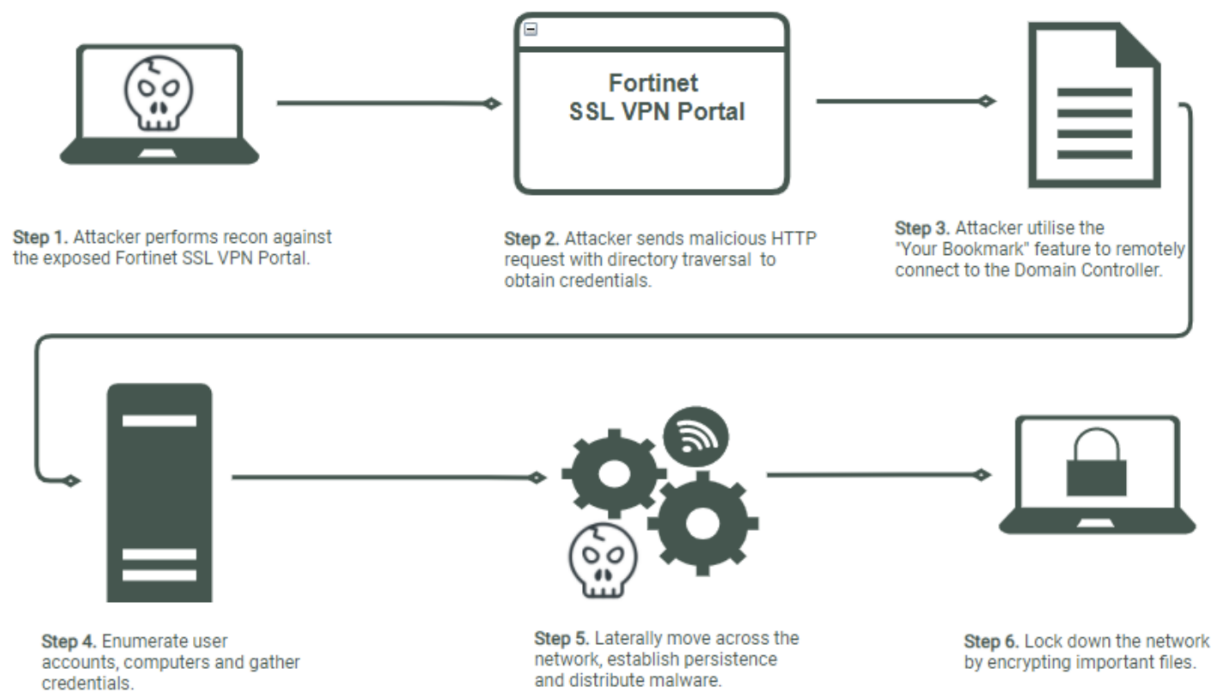 Fortinet
SSL VPN Portal
Step 1. Attacker performs recon against
the exposed Fortinet SSL VPN Portal.
Step 2. Attacker sends malicious HTTP
request with directory traversal to
obtain credentials.
Step 3. Attacker utilise the
"Your Bookmark" feature to remotely
connect to the Domain Controller.
Step 4. Enumerate user
accounts, computers and gather
credentials.
Step 5. Laterally move across the
network, establish persistence
and distribute malware.
Step 6. Lock down the network
by encrypting important files.